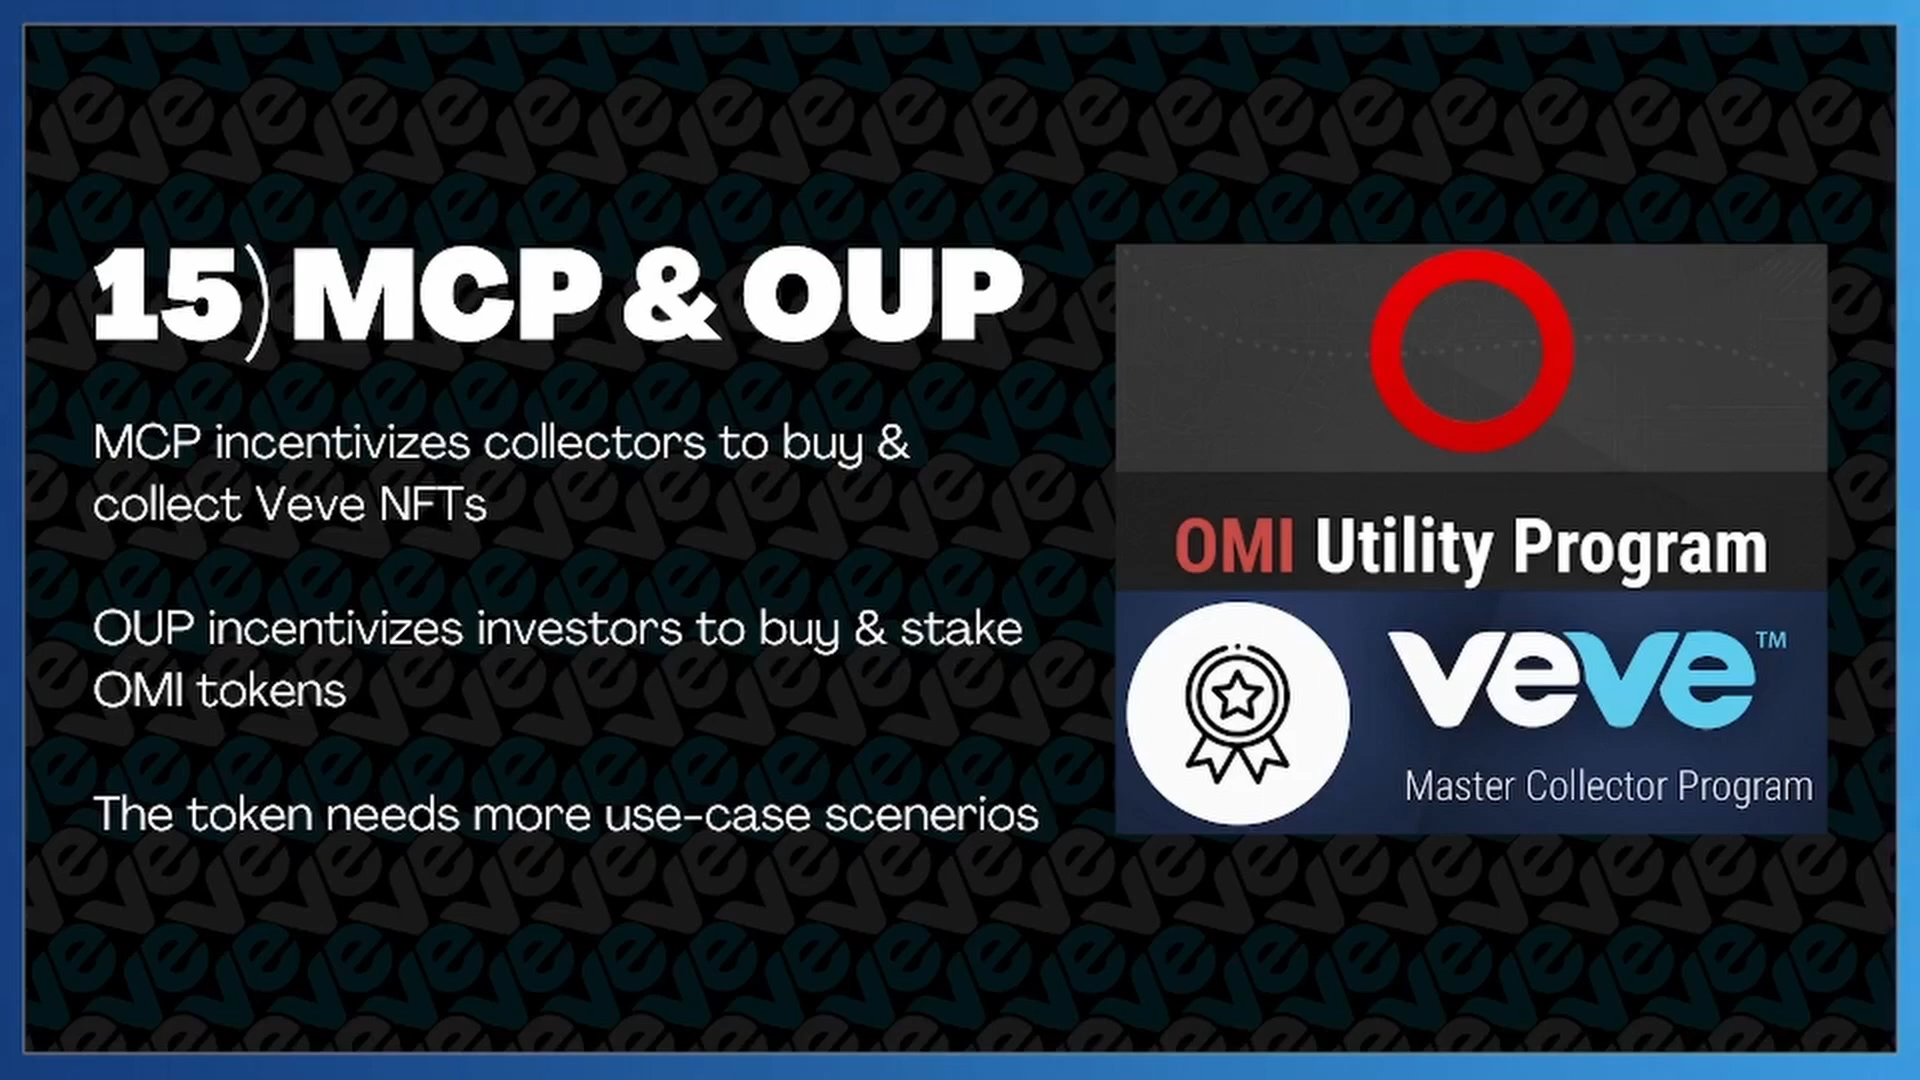 15) MCP & OUP
MCP incentivizes collectors to buy &
collect Veve NFTs
OUP incentivizes investors to buy & stake
OMI tokens
The token needs more use-case scenerios
OMI Utility Program
veve™
Master Collector Program